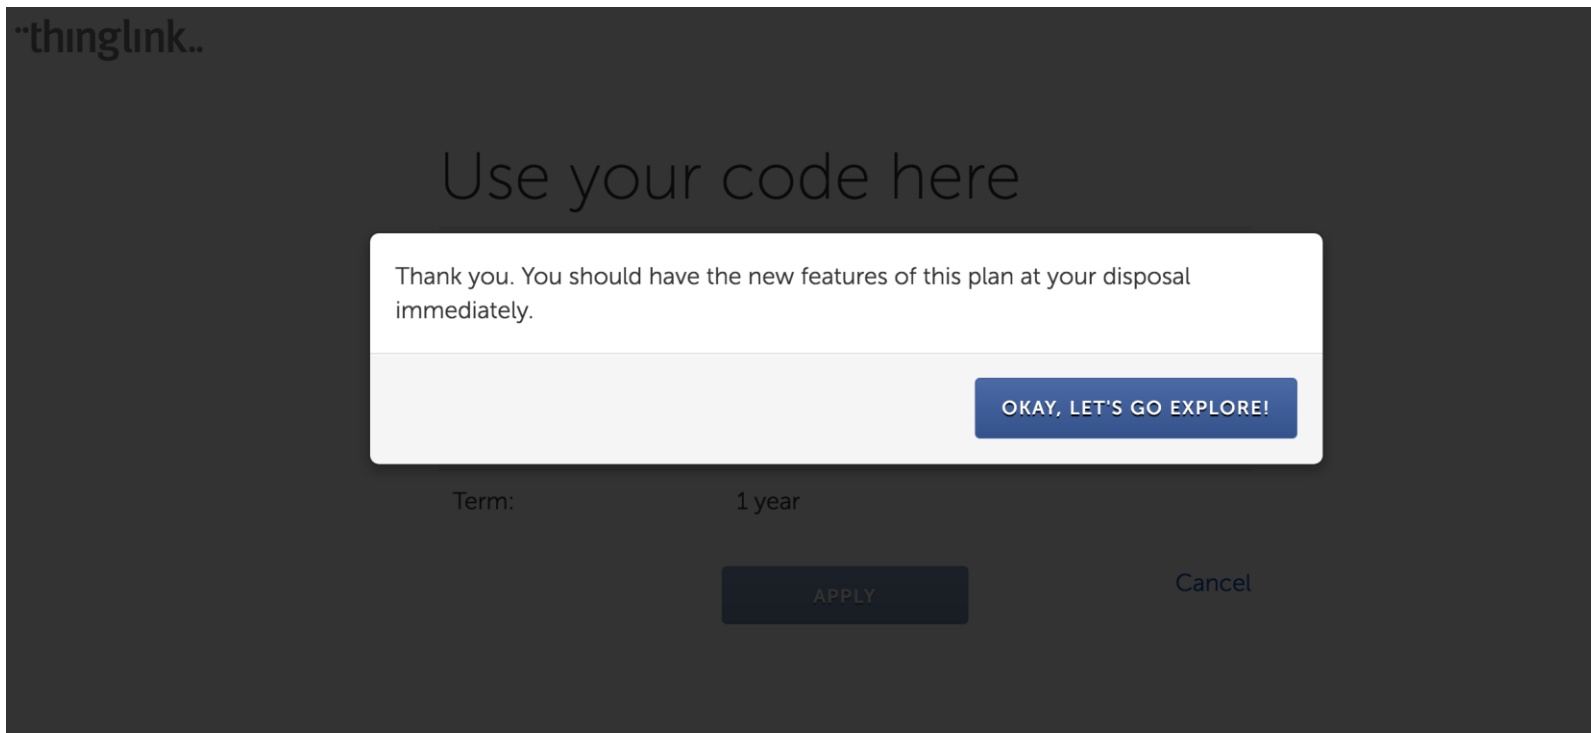 thinglink..
Use your code here
Thank you. You should have the new features of this plan at your disposal
immediately.
OKAY, LET'S GO EXPLORE!
Term: 1 year
APPLY
Cancel